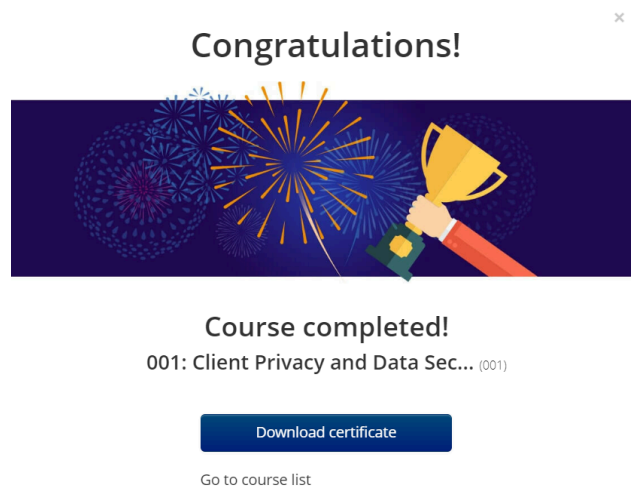 ×
Congratulations!
Course completed!
001: Client Privacy and Data Sec... (001)
Download certificate
Go to course list